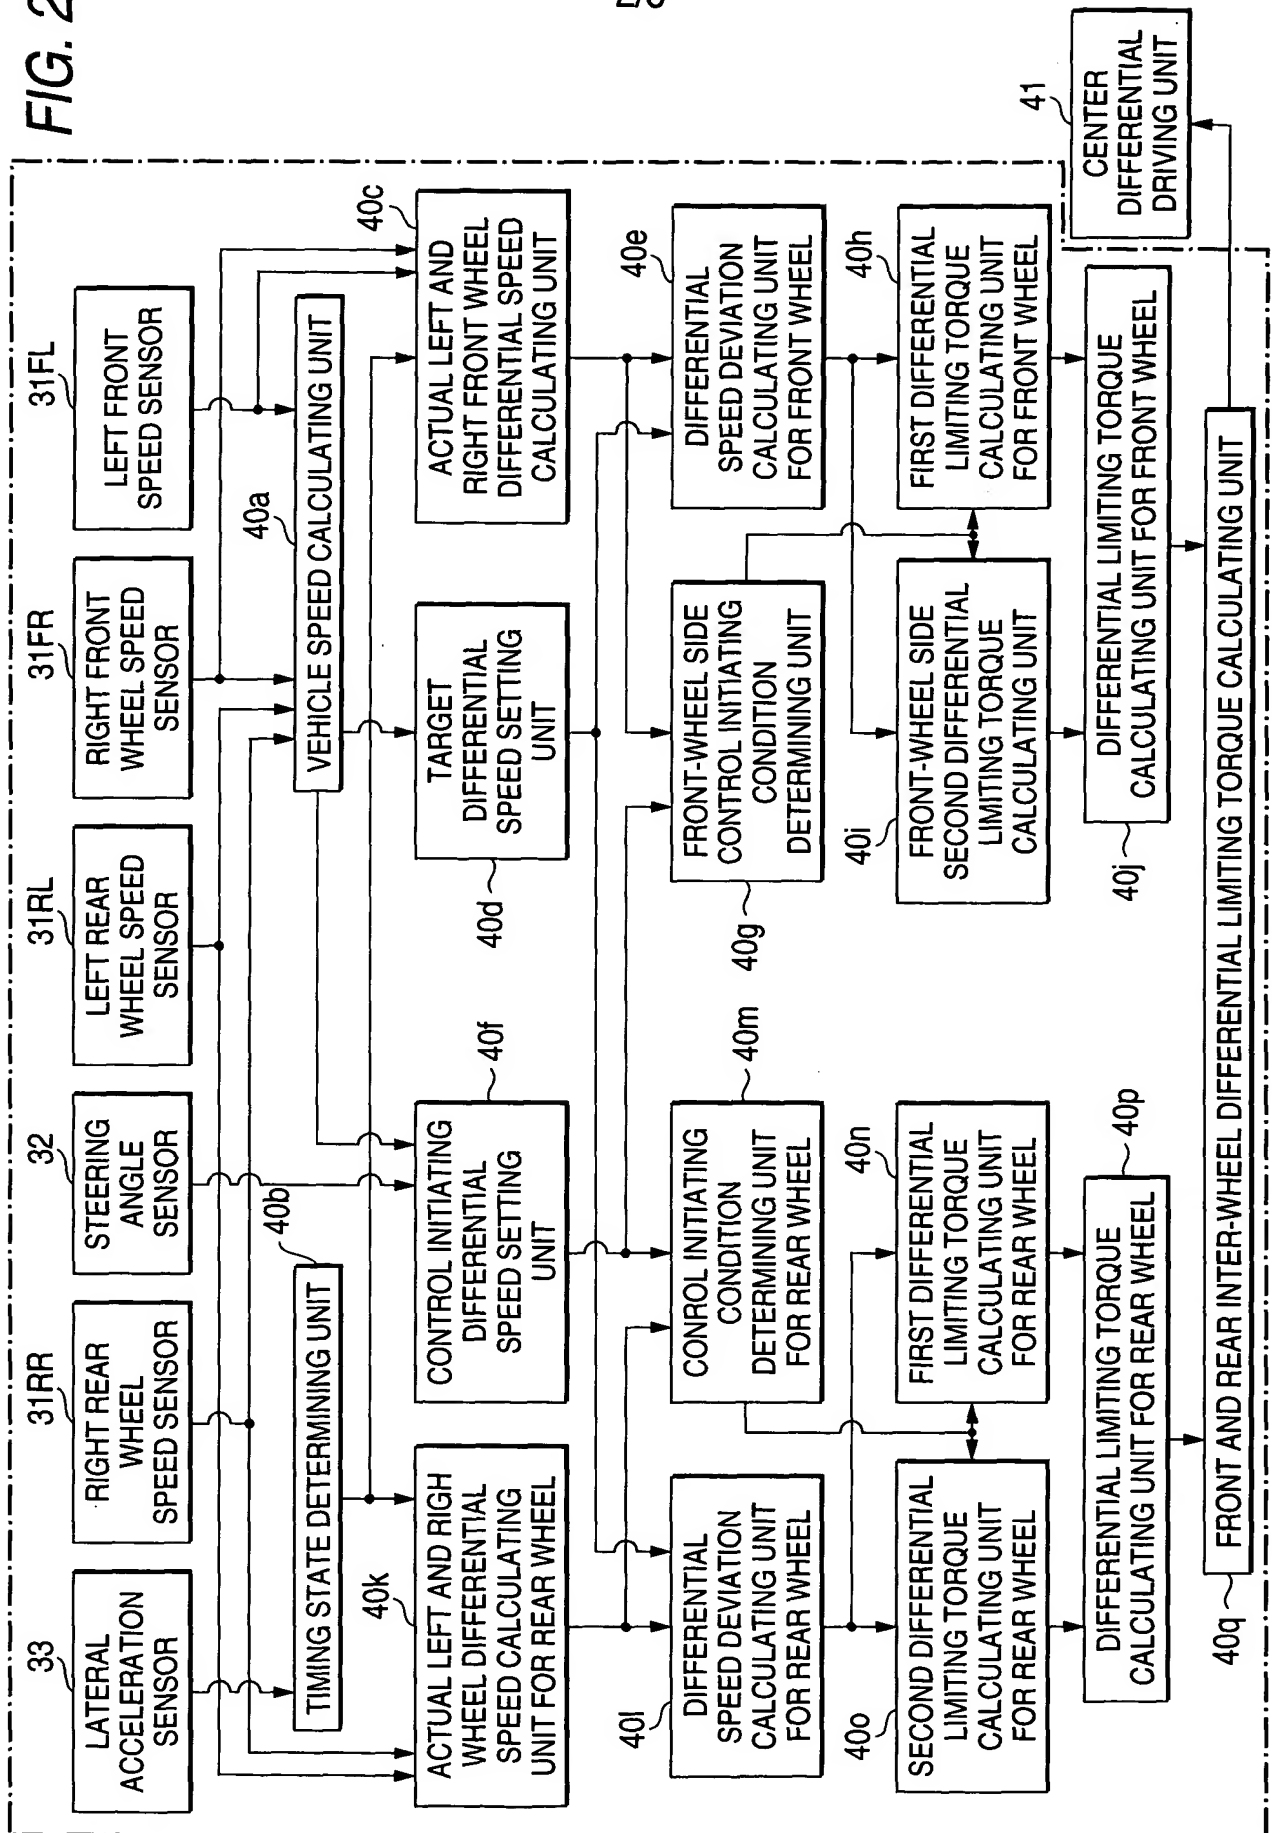 FIG. 2
33
LATERAL
ACCELERATION
SENSOR
31RR
RIGHT REAR
WHEEL
SPEED SENSOR
32
STEERING
ANGLE
SENSOR
31RL
LEFT REAR
WHEEL SPEED
SENSOR
31FR
RIGHT FRONT
WHEEL SPEED
SENSOR
31FL
LEFT FRONT
SPEED SENSOR
40b
TIMING STATE DETERMINING UNIT
40a
VEHICLE SPEED CALCULATING UNIT
40k
ACTUAL LEFT AND RIGH
WHEEL DIFFERENTIAL
SPEED CALCULATING
UNIT FOR REAR WHEEL
40f
CONTROL INITIATING
DIFFERENTIAL
SPEED SETTING
UNIT
40d
TARGET
DIFFERENTIAL
SPEED SETTING
UNIT
40c
ACTUAL LEFT AND
RIGHT FRONT WHEEL
DIFFERENTIAL SPEED
CALCULATING UNIT
40l
DIFFERENTIAL
SPEED DEVIATION
CALCULATING UNIT
FOR REAR WHEEL
40m
CONROL INITIATING
CONDITION
DETERMINING UNIT
FOR REAR WHEEL
40g
FRONT-WHEEL SIDE
CONTROL INITIATING
CONDITION
DETERMINING UNIT
40e
DIFFERENTIAL
SPEED DEVIATION
CALCULATING UNIT
FOR FRONT WHEEL
40o
SECOND DIFFERENTIAL
LIMITING TORQUE
CALCULATING UNIT
FOR REAR WHEEL
40n
FIRST DIFFERENTIAL
LIMITING TORQUE
CALCULATING UNIT
FOR REAR WHEEL
40i
FRONT-WHEEL SIDE
SECOND DIFFERENTIAL
LIMITING TORQUE
CALCULATING UNIT
40h
FIRST DIFFERENTIAL
LIMITING TORQUE
CALCULATING UNIT
FOR FRONT WHEEL
40p
DIFFERENTIAL LIMITING TORQUE
CALCULATING UNIT FOR REAR WHEEL
40j
DIFFERENTIAL LIMITING TORQUE
CALCULATING UNIT FOR FRONT WHEEL
41
CENTER
DIFFERENTIAL
DRIVING UNIT
40q
FRONT AND REAR INTER-WHEEL DIFFERENTIAL LIMITING TORQUE CALCULATING UNIT